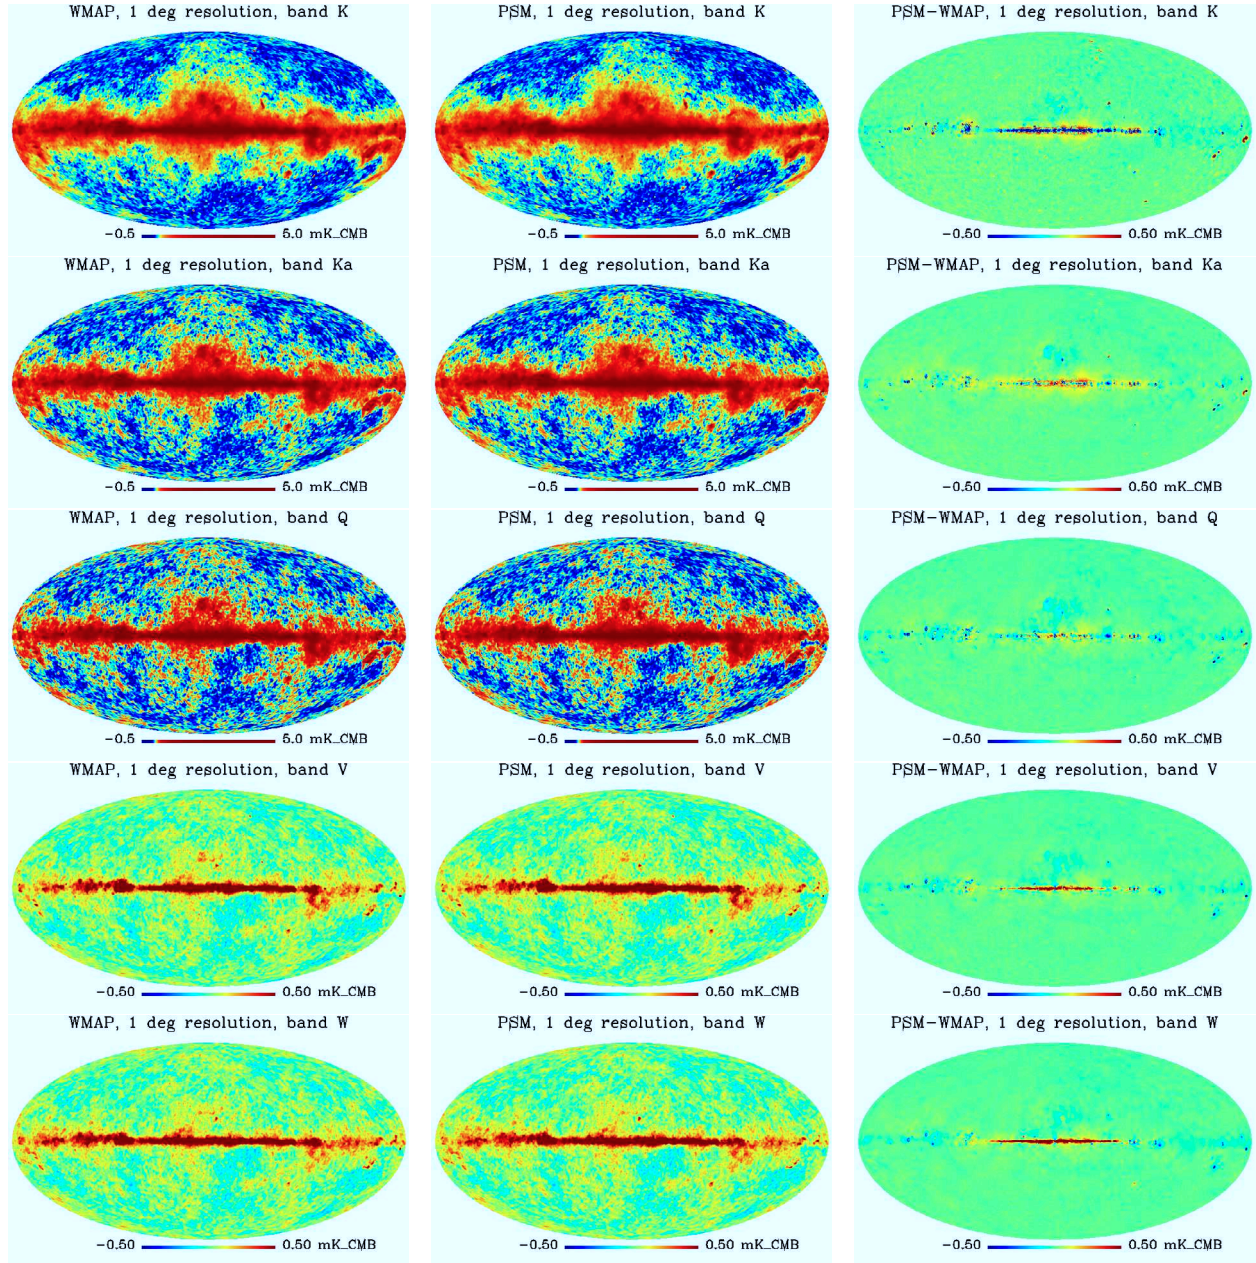 WMAP, 1 deg resolution, band K
PSM, 1 deg resolution, band K
PSM-WMAP, 1 deg resolution, band K
-0.5 5.0 mK_CMB
-0.5 5.0 mK_CMB
-0.50 0.50 mK_CMB
WMAP, 1 deg resolution, band Ka
PSM, 1 deg resolution, band Ka
PSM-WMAP, 1 deg resolution, band Ka
-0.5 5.0 mK_CMB
-0.5 5.0 mK_CMB
-0.50 0.50 mK_CMB
WMAP, 1 deg resolution, band Q
PSM, 1 deg resolution, band Q
PSM-WMAP, 1 deg resolution, band Q
-0.5 5.0 mK_CMB
-0.5 5.0 mK_CMB
-0.50 0.50 mK_CMB
WMAP, 1 deg resolution, band V
PSM, 1 deg resolution, band V
PSM-WMAP, 1 deg resolution, band V
-0.50 0.50 mK_CMB
-0.50 0.50 mK_CMB
-0.50 0.50 mK_CMB
WMAP, 1 deg resolution, band W
PSM, 1 deg resolution, band W
PSM-WMAP, 1 deg resolution, band W
-0.50 0.50 mK_CMB
-0.50 0.50 mK_CMB
-0.50 0.50 mK_CMB